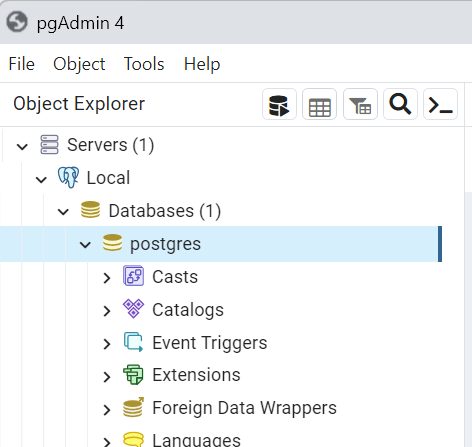 pgAdmin 4
File Object Tools Help
Object Explorer
Servers (1)
Local
Databases (1)
postgres
Casts
Catalogs
Event Triggers
Extensions
Foreign Data Wrappers
Languages